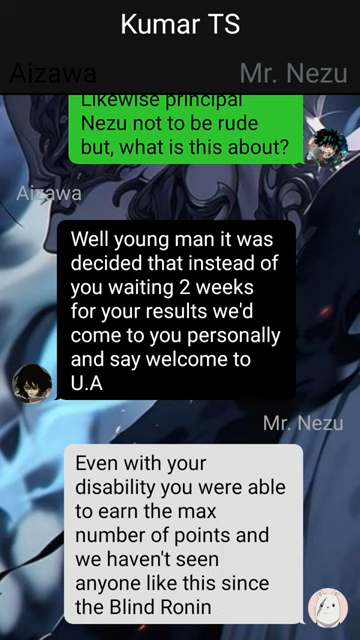 Kumar TS
Aizawa Mr. Nezu
Likewise principal
Nezu not to be rude
but, what is this about?
Aizawa
Well young man it was
decided that instead of
you waiting 2 weeks
for your results we'd
come to you personally
and say welcome to
U.A
Mr. Nezu
Even with your
disability you were able
to earn the max
number of points and
we haven't seen
anyone like this since
the Blind Ronin